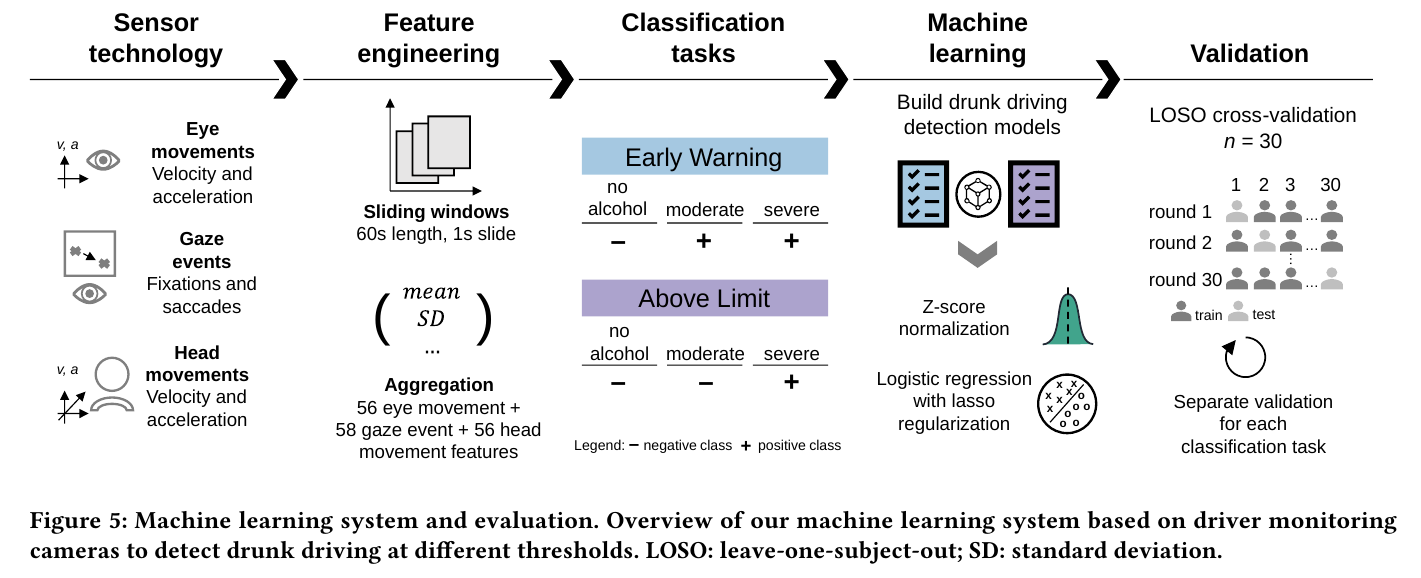 Sensor
technology
Feature
engineering
Classification
tasks
Machine
learning
Validation
v, a
Eye
movements
Velocity and
acceleration
Gaze
events
Fixations and
saccades
v, a
Head
movements
Velocity and
acceleration
Sliding windows
60s length, 1s slide
mean
SD
...
Aggregation
56 eye movement +
58 gaze event + 56 head
movement features
Early Warning
no
alcohol moderate severe
– + +
Above Limit
no
alcohol moderate severe
– – +
Legend: – negative class + positive class
Build drunk driving
detection models
Z-score
normalization
Logistic regression
with lasso
regularization
x x
x x x o
x x o o
x o o o
o o
LOSO cross-validation
n = 30
1 2 3 30
round 1 ...
round 2 ...
round 30 ...
train test
Separate validation
for each
classification task
Figure 5: Machine learning system and evaluation. Overview of our machine learning system based on driver monitoring
cameras to detect drunk driving at different thresholds. LOSO: leave-one-subject-out; SD: standard deviation.